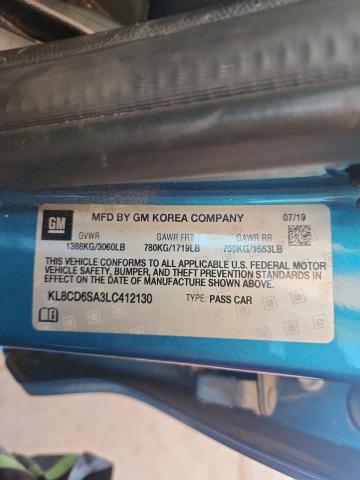 GM
MFD BY GM KOREA COMPANY 07/19
GVWR GAWR FRT GAWR RR
1388KG/3060LB 780KG/1719LB 750KG/1653LB
THIS VEHICLE CONFORMS TO ALL APPLICABLE U.S. FEDERAL MOTOR
VEHICLE SAFETY, BUMPER, AND THEFT PREVENTION STANDARDS IN
EFFECT ON THE DATE OF MANUFACTURE SHOWN ABOVE.
KL8CD6SA3LC412130 TYPE: PASS CAR